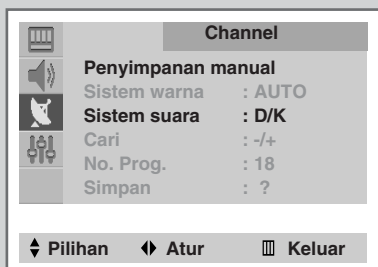 Channel
Penyimpanan manual
Sistem warna : AUTO
Sistem suara : D/K
Cari : -/+
No. Prog. : 18
Simpan : ?
Pilihan Atur Keluar